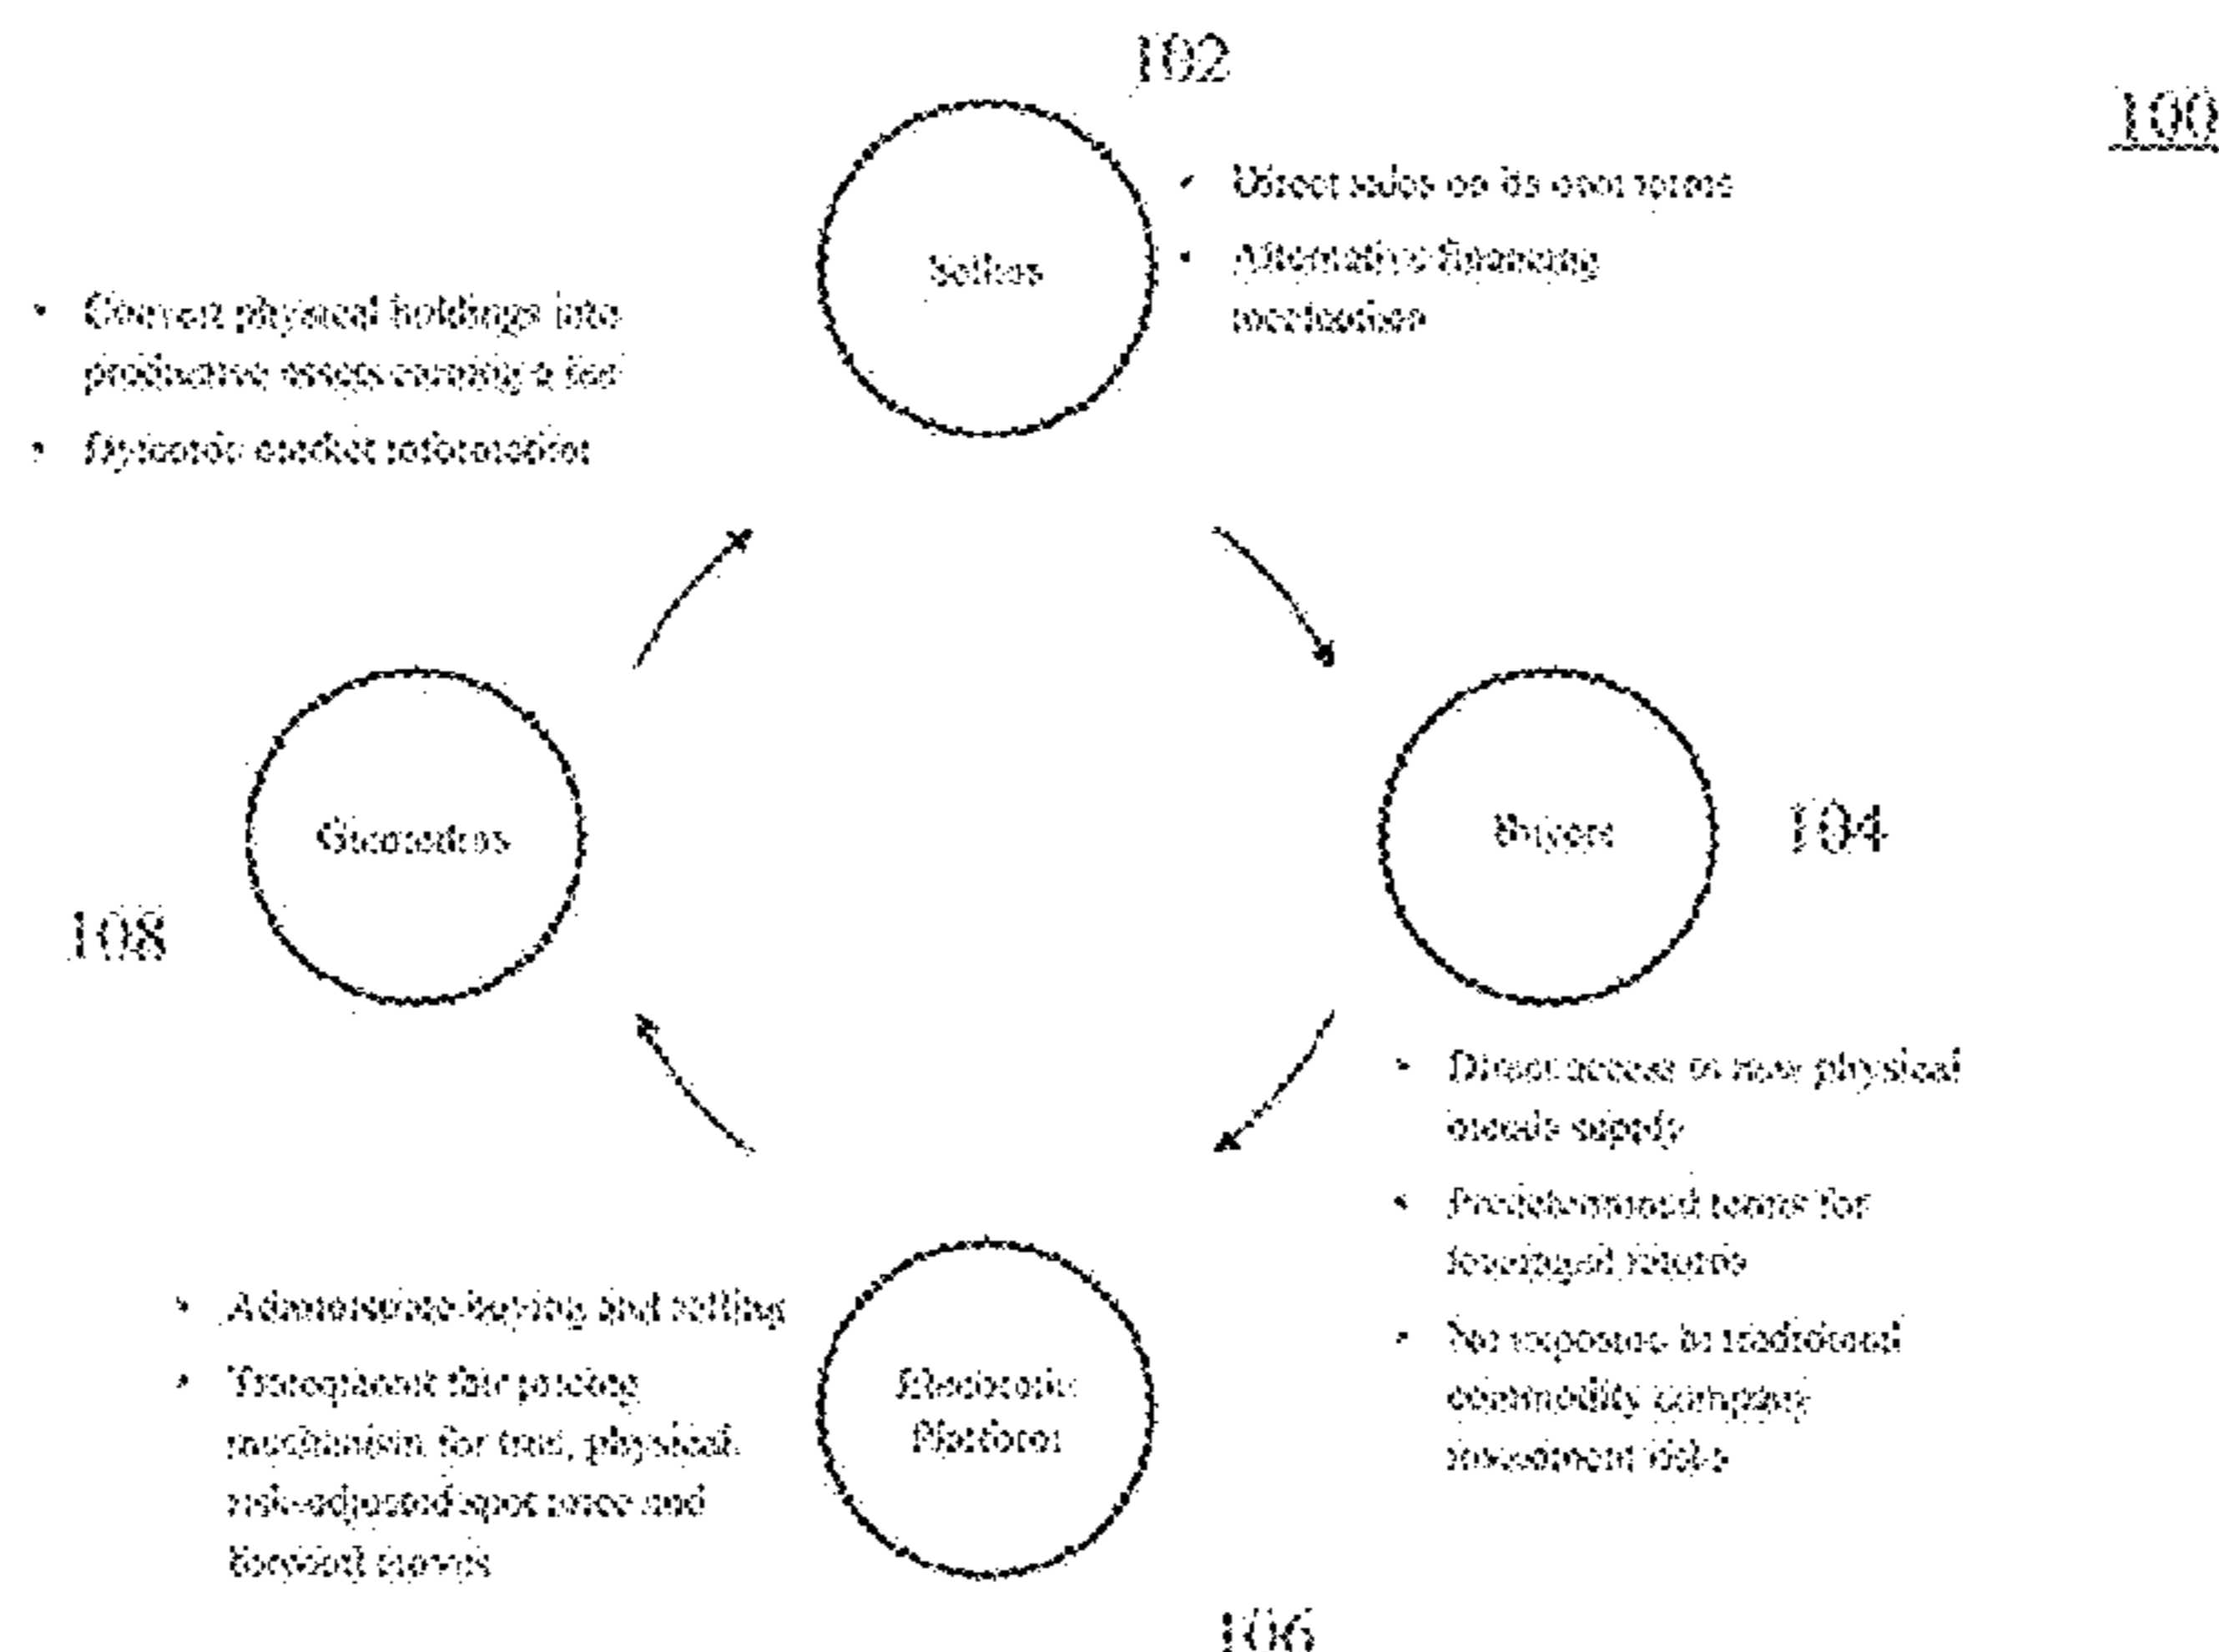 102
100
Direct sales on its own terms
Sellers
Alternative financing
mechanism
Convert physical holdings into
productive assets earning a fee
Dynamic market information
Guarantors
Buyers
104
108
Direct access to new physical
metals supply
Predetermined terms for
leveraged returns
No exposure to traditional
commodity company
investment risks
Administrate buying and selling
Transparent fair pricing
mechanism for true, physical,
risk-adjusted spot price and
forward
Electronic
Platform
106